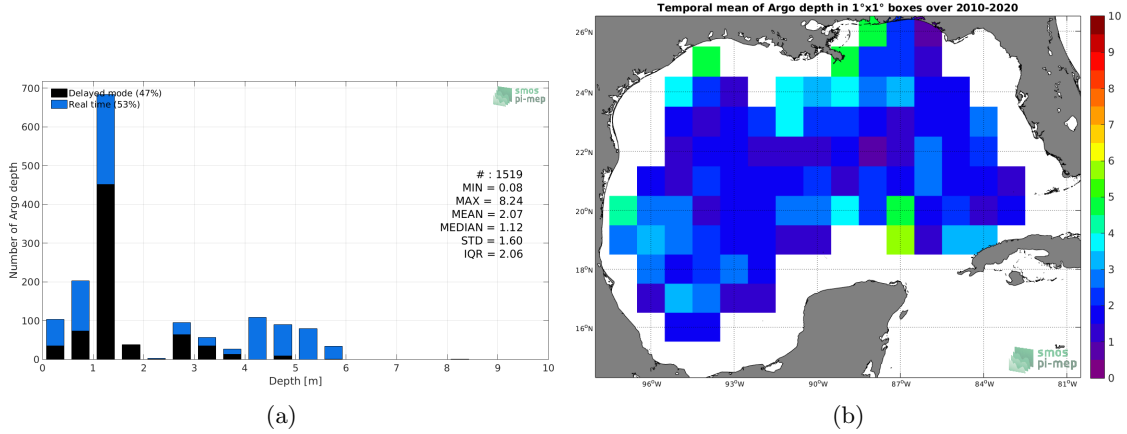 Temporal mean of Argo depth in 1°x1° boxes over 2010-2020
Delayed mode (47%)
Real time (53%)
smos
pi-mep
# : 1519
MIN = 0.08
MAX = 8.24
MEAN = 2.07
MEDIAN = 1.12
STD = 1.60
IQR = 2.06
Number of Argo depth
700
600
500
400
300
200
100
0
0 1 2 3 4 5 6 7 8 9 10
Depth [m]
(a)
26°N
24°N
22°N
20°N
18°N
16°N
96°W 93°W 90°W 87°W 84°W 81°W
smos
pi-mep
10
9
8
7
6
5
4
3
2
1
0
(b)